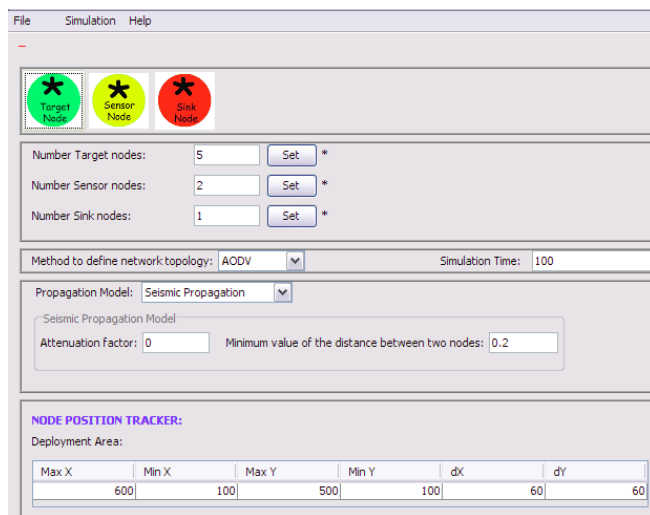 File Simulation Help
* * *
Target Sensor Sink
Node Node Node
Number Target nodes: 5 Set *
Number Sensor nodes: 2 Set *
Number Sink nodes: 1 Set *
Method to define network topology: AODV Simulation Time: 100
Propagation Model: Seismic Propagation
Seismic Propagation Model
Attenuation factor: 0 Minimum value of the distance between two nodes: 0.2
NODE POSITION TRACKER:
Deployment Area:
Max X Min X Max Y Min Y dX dY
600 100 500 100 60 60